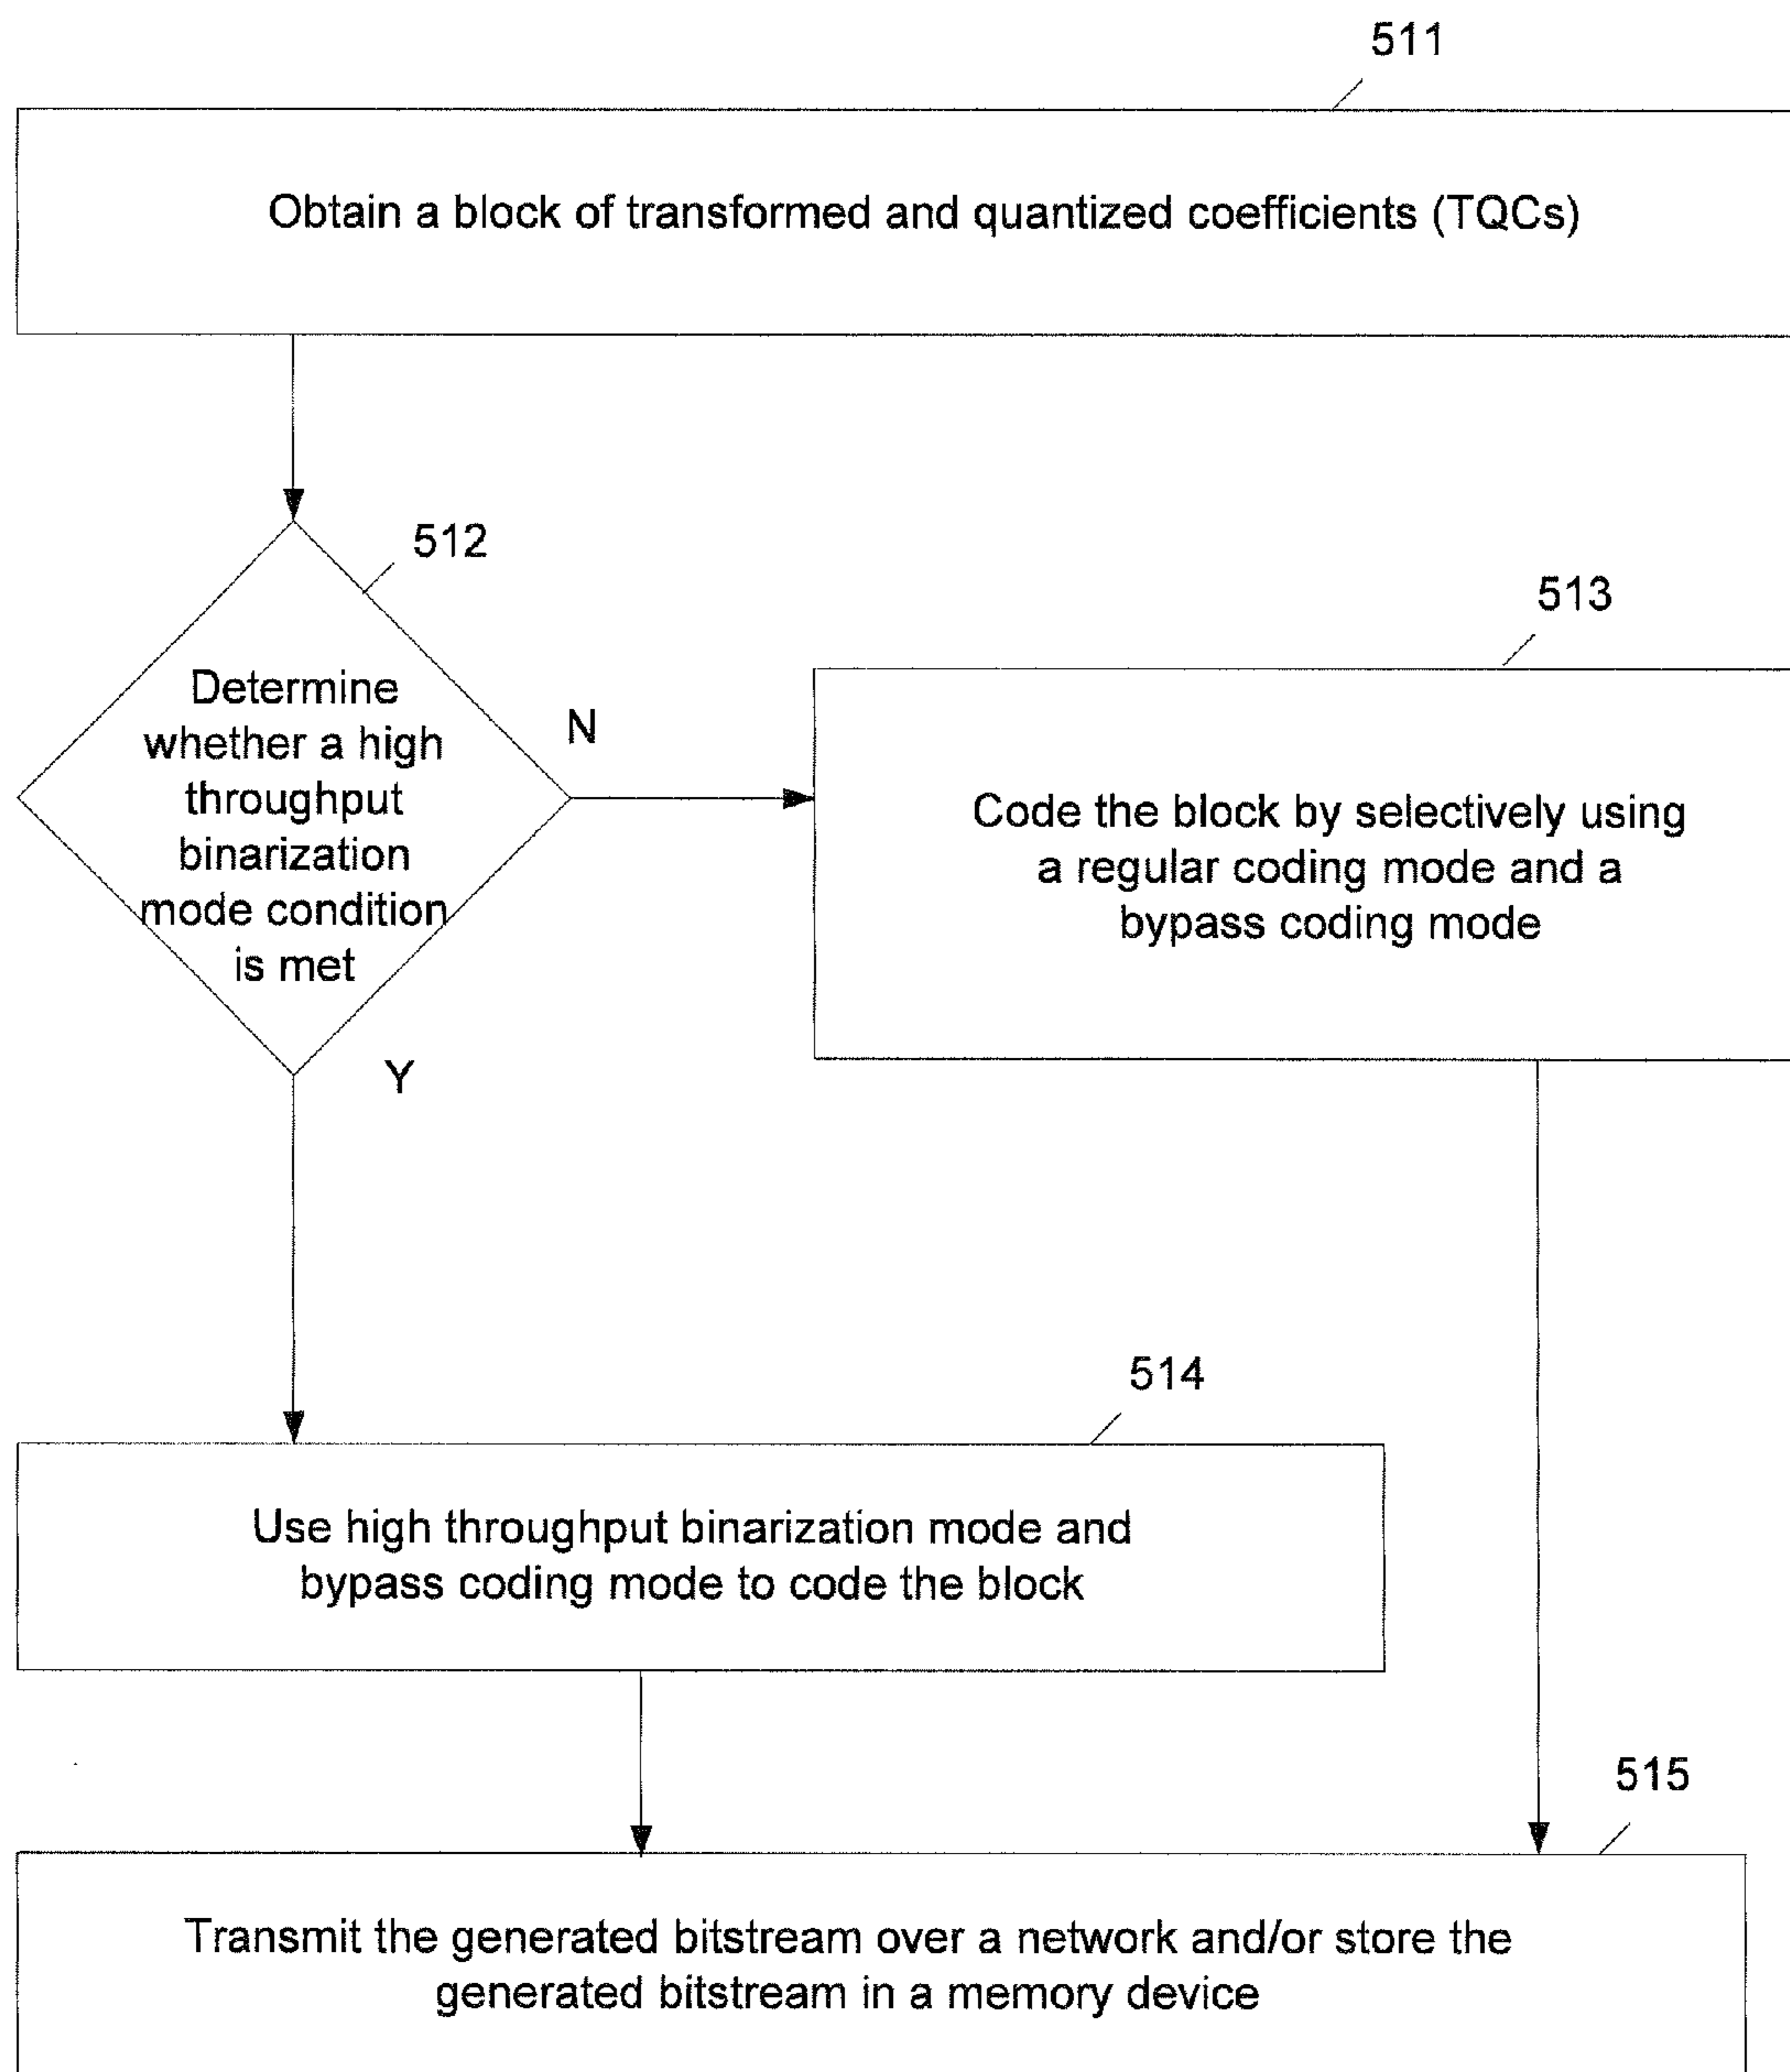 511
Obtain a block of transformed and quantized coefficients (TQCs)
512
Determine
whether a high
throughput
binarization
mode condition
is met
N
Y
513
Code the block by selectively using
a regular coding mode and a
bypass coding mode
514
Use high throughput binarization mode and
bypass coding mode to code the block
515
Transmit the generated bitstream over a network and/or store the
generated bitstream in a memory device